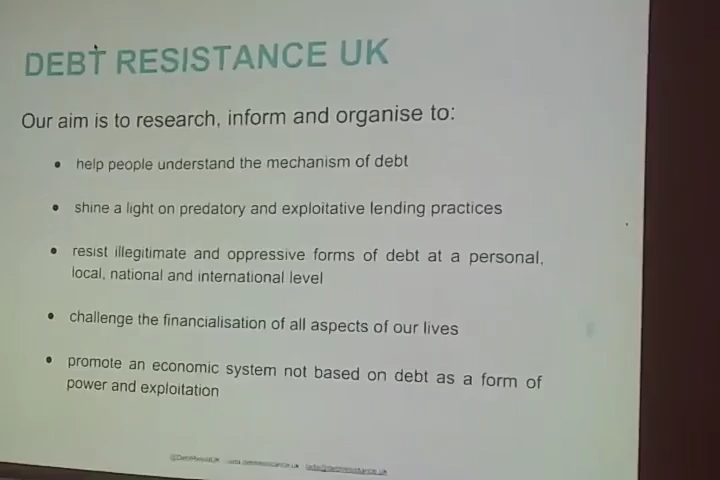 DEBT RESISTANCE UK
Our aim is to research, inform and organise to:
• help people understand the mechanism of debt
• shine a light on predatory and exploitative lending practices
• resist illegitimate and oppressive forms of debt at a personal,
local, national and international level
• challenge the financialisation of all aspects of our lives
• promote an economic system not based on debt as a form of
power and exploitation
@DebtResistUK